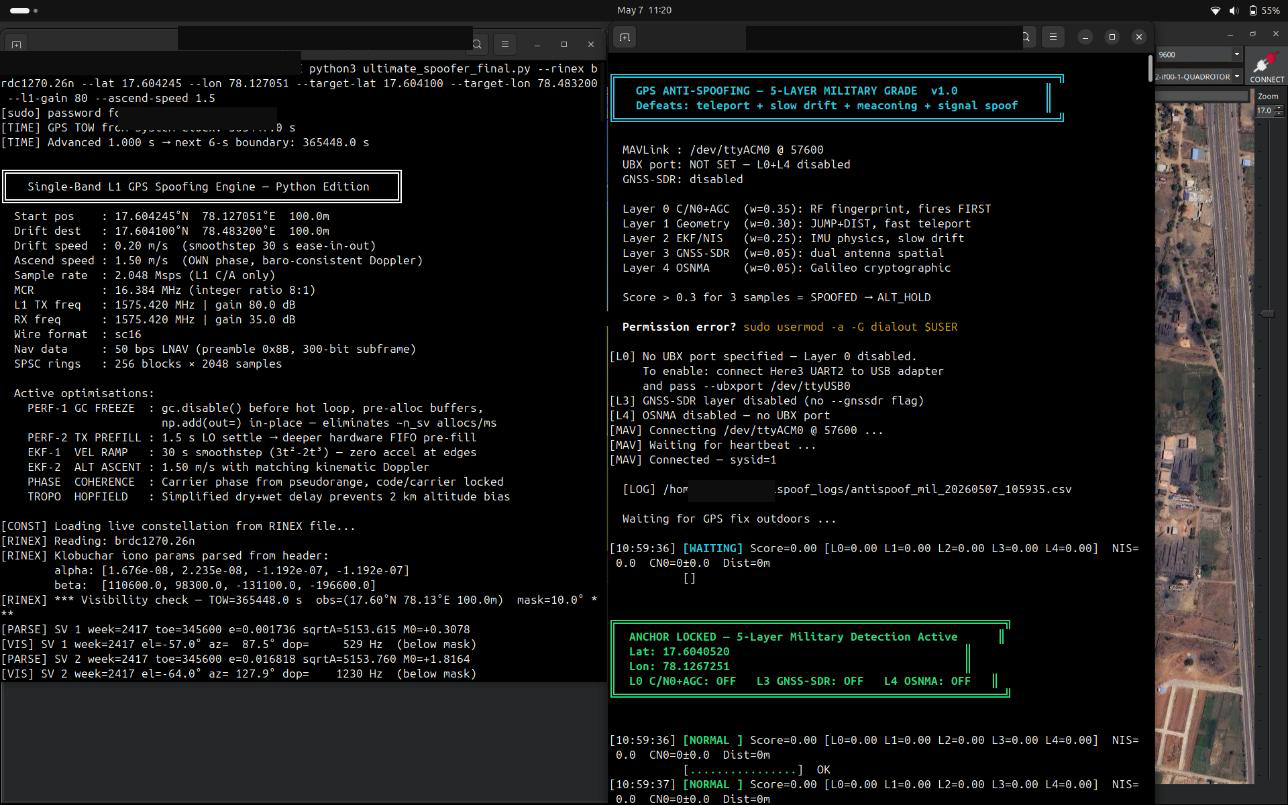 May 7 11:20
55%
python3 ultimate_spoofer_final.py --rinex b
rdc1270.26n --lat 17.604245 --lon 78.127051 --target-lat 17.604100 --target-lon 78.483200
--l1-gain 80 --ascend-speed 1.5
[sudo] password fo
[TIME] GPS TOW from system clock: .0 s
[TIME] Advanced 1.000 s → next 6-s boundary: 365448.0 s
Single-Band L1 GPS Spoofing Engine — Python Edition
Start pos : 17.604245°N 78.127051°E 100.0m
Drift dest : 17.604100°N 78.483200°E 100.0m
Drift speed : 0.20 m/s (smoothstep 30 s ease-in-out)
Ascend speed : 1.50 m/s (OWN phase, baro-consistent Doppler)
Sample rate : 2.048 Msps (L1 C/A only)
MCR : 16.384 MHz (integer ratio 8:1)
L1 TX freq : 1575.420 MHz | gain 80.0 dB
RX freq : 1575.420 MHz | gain 35.0 dB
Wire format : sc16
Nav data : 50 bps LNAV (preamble 0x8B, 300-bit subframe)
SPSC rings : 256 blocks × 2048 samples
Active optimisations:
PERF-1 GC FREEZE : gc.disable() before hot loop, pre-alloc buffers,
np.add(out=) in-place — eliminates ~n_sv allocs/ms
PERF-2 TX PREFILL : 1.5 s LO settle → deeper hardware FIFO pre-fill
EKF-1 VEL RAMP : 30 s smoothstep (3t²-2t³) — zero accel at edges
EKF-2 ALT ASCENT : 1.50 m/s with matching kinematic Doppler
PHASE COHERENCE : Carrier phase from pseudorange, code/carrier locked
TROPO HOPFIELD : Simplified dry+wet delay prevents 2 km altitude bias
[CONST] Loading live constellation from RINEX file...
[RINEX] Reading: brdc1270.26n
[RINEX] Klobuchar iono params parsed from header:
alpha: [1.676e-08, 2.235e-08, -1.192e-07, -1.192e-07]
beta: [110600.0, 98300.0, -131100.0, -196600.0]
[RINEX] *** Visibility check — TOW=365448.0 s obs=(17.60°N 78.13°E 100.0m) mask=10.0° *
**
[PARSE] SV 1 week=2417 toe=345600 e=0.001736 sqrtA=5153.615 M0=+0.3078
[VIS] SV 1 week=2417 el=-57.0° az= 87.5° dop= 529 Hz (below mask)
[PARSE] SV 2 week=2417 toe=345600 e=0.016818 sqrtA=5153.760 M0=+1.8164
[VIS] SV 2 week=2417 el=-64.0° az= 127.9° dop= 1230 Hz (below mask)
GPS ANTI-SPOOFING — 5-LAYER MILITARY GRADE v1.0
Defeats: teleport + slow drift + meaconing + signal spoof
MAVLink : /dev/ttyACM0 @ 57600
UBX port: NOT SET — L0+L4 disabled
GNSS-SDR: disabled
Layer 0 C/N0+AGC (w=0.35): RF fingerprint, fires FIRST
Layer 1 Geometry (w=0.30): JUMP+DIST, fast teleport
Layer 2 EKF/NIS (w=0.25): IMU physics, slow drift
Layer 3 GNSS-SDR (w=0.05): dual antenna spatial
Layer 4 OSNMA (w=0.05): Galileo cryptographic
Score > 0.3 for 3 samples = SPOOFED → ALT_HOLD
Permission error? sudo usermod -a -G dialout $USER
[L0] No UBX port specified — Layer 0 disabled.
To enable: connect Here3 UART2 to USB adapter
and pass --ubxport /dev/ttyUSB0
[L3] GNSS-SDR layer disabled (no --gnssdr flag)
[L4] OSNMA disabled — no UBX port
[MAV] Connecting /dev/ttyACM0 @ 57600 ...
[MAV] Waiting for heartbeat ...
[MAV] Connected — sysid=1
[LOG] /hom spoof_logs/antispoof_mil_20260507_105935.csv
Waiting for GPS fix outdoors ...
[10:59:36] [WAITING] Score=0.00 [L0=0.00 L1=0.00 L2=0.00 L3=0.00 L4=0.00] NIS=
0.0 CN0=0±0.0 Dist=0m
[]
ANCHOR LOCKED — 5-Layer Military Detection Active
Lat: 17.6040520
Lon: 78.1267251
L0 C/N0+AGC: OFF L3 GNSS-SDR: OFF L4 OSNMA: OFF
[10:59:36] [NORMAL ] Score=0.00 [L0=0.00 L1=0.00 L2=0.00 L3=0.00 L4=0.00] NIS=
0.0 CN0=0±0.0 Dist=0m
[................] OK
[10:59:37] [NORMAL ] Score=0.00 [L0=0.00 L1=0.00 L2=0.00 L3=0.00 L4=0.00] NIS=
0.0 CN0=0±0.0 Dist=0m
9600
2-if00-1-QUADROTOR
CONNECT
Zoom
17.0